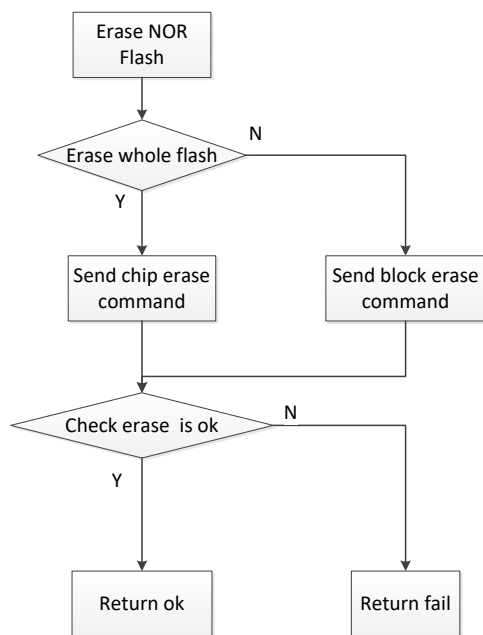 Erase NOR
Flash
N
Erase whole flash
Y
Send chip erase
command
Send block erase
command
N
Check erase is ok
Y
Return ok
Return fail